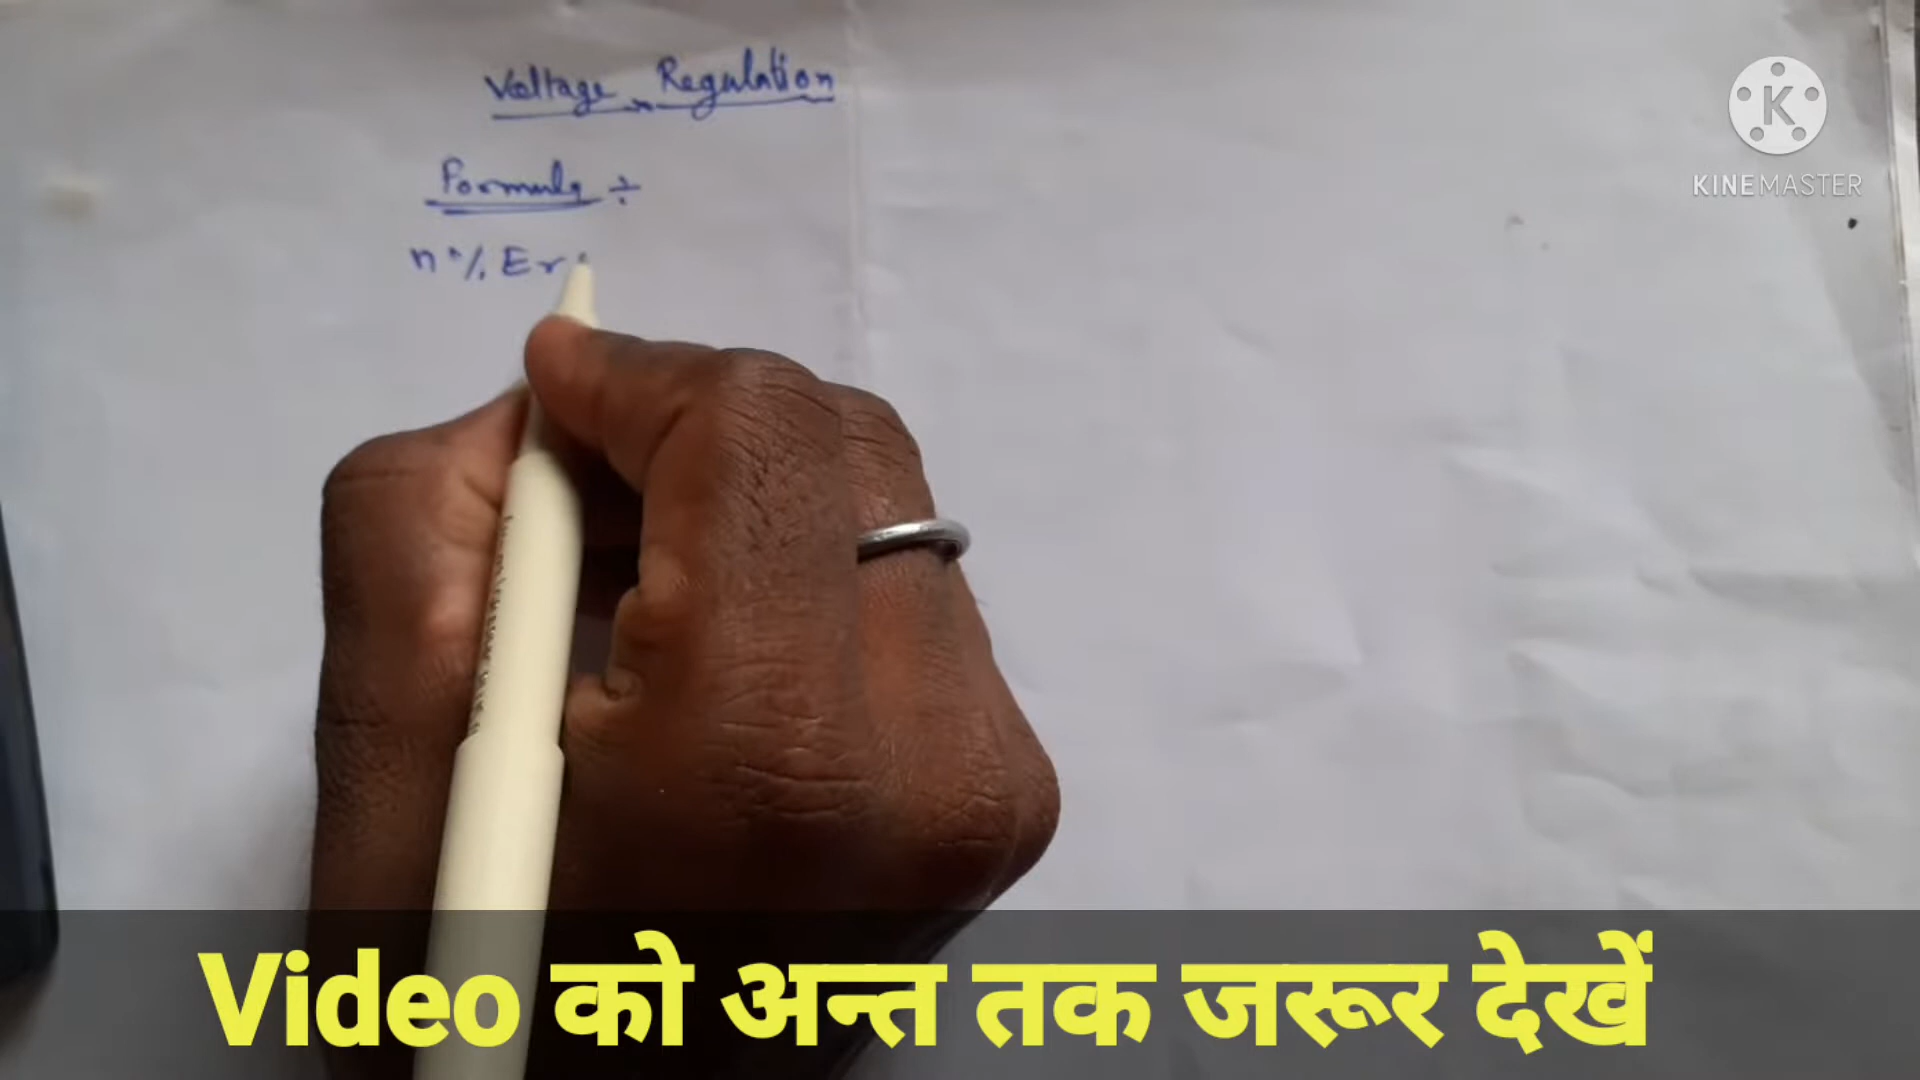 Voltage Regulation
Formula ÷
n % Er
KINEMASTER
Video को अन्त तक जरूर देखें